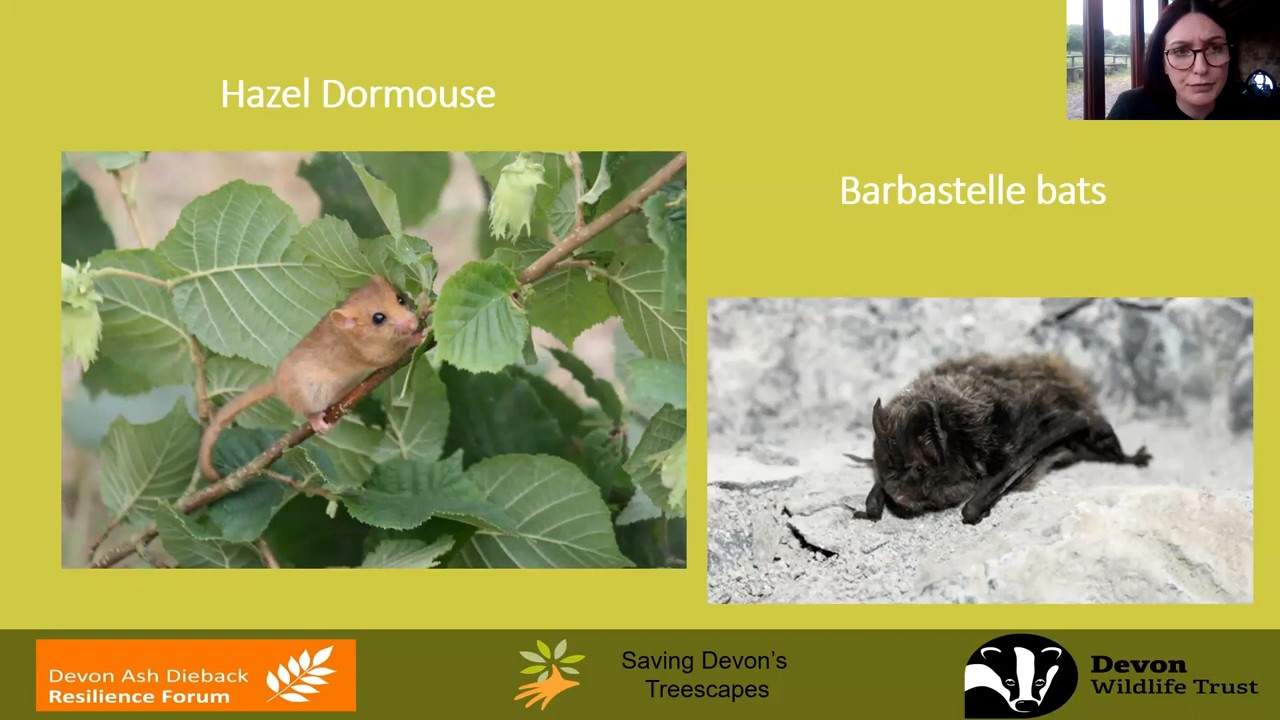 Hazel Dormouse
Barbastelle bats
Devon Ash Dieback
Resilience Forum
Saving Devon's
Treescapes
Devon
Wildlife Trust